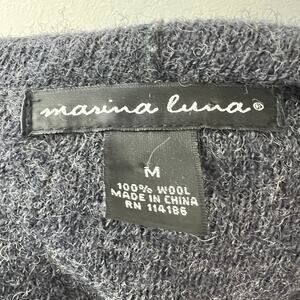 marina luna®
M
100% WOOL
MADE IN CHINA
RN 114186